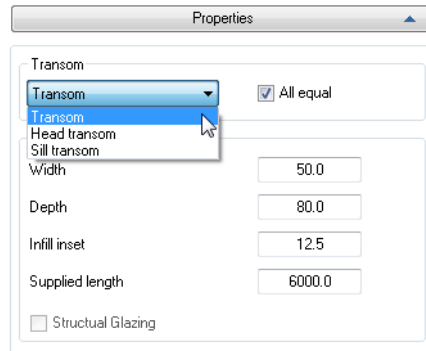 Properties
Transom
Transom All equal
Transom
Head transom
Sill transom
Width 50.0
Depth 80.0
Infill inset 12.5
Supplied length 6000.0
Structual Glazing